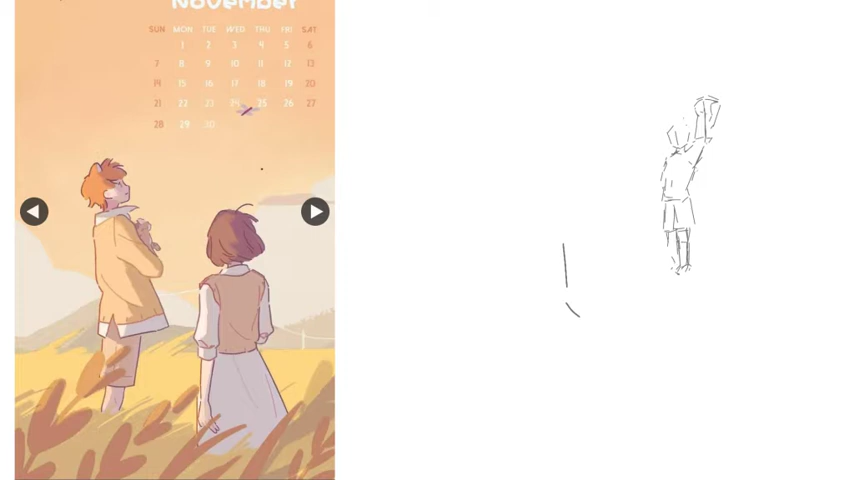 November
SUN MON TUE WED THU FRI SAT
1 2 3 4 5 6
7 8 9 10 11 12 13
14 15 16 17 18 19 20
21 22 23 24 25 26 27
28 29 30